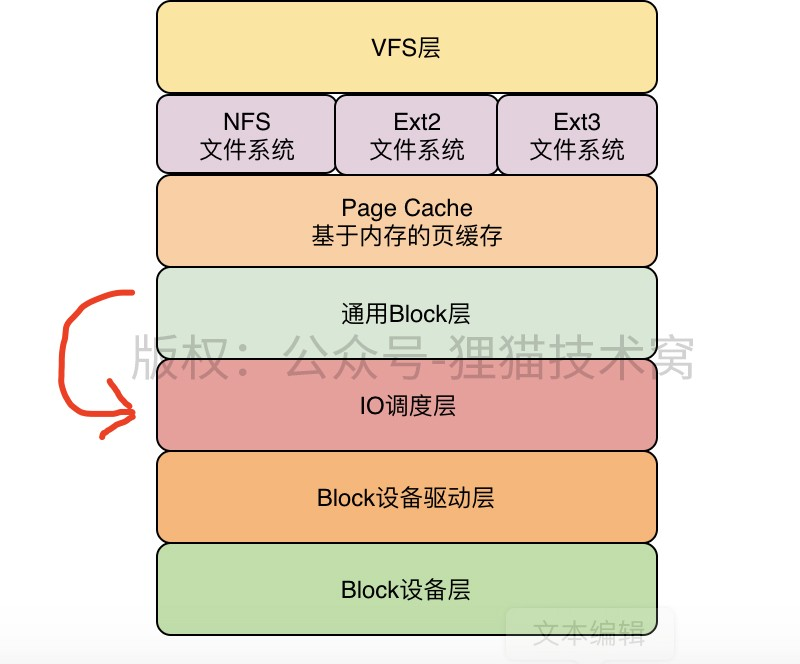 VFS层
NFS
文件系统
Ext2
文件系统
Ext3
文件系统
Page Cache
基于内存的页缓存
通用Block层
版权：公众号-狸猫技术窝
IO调度层
Block设备驱动层
Block设备层
文本编辑